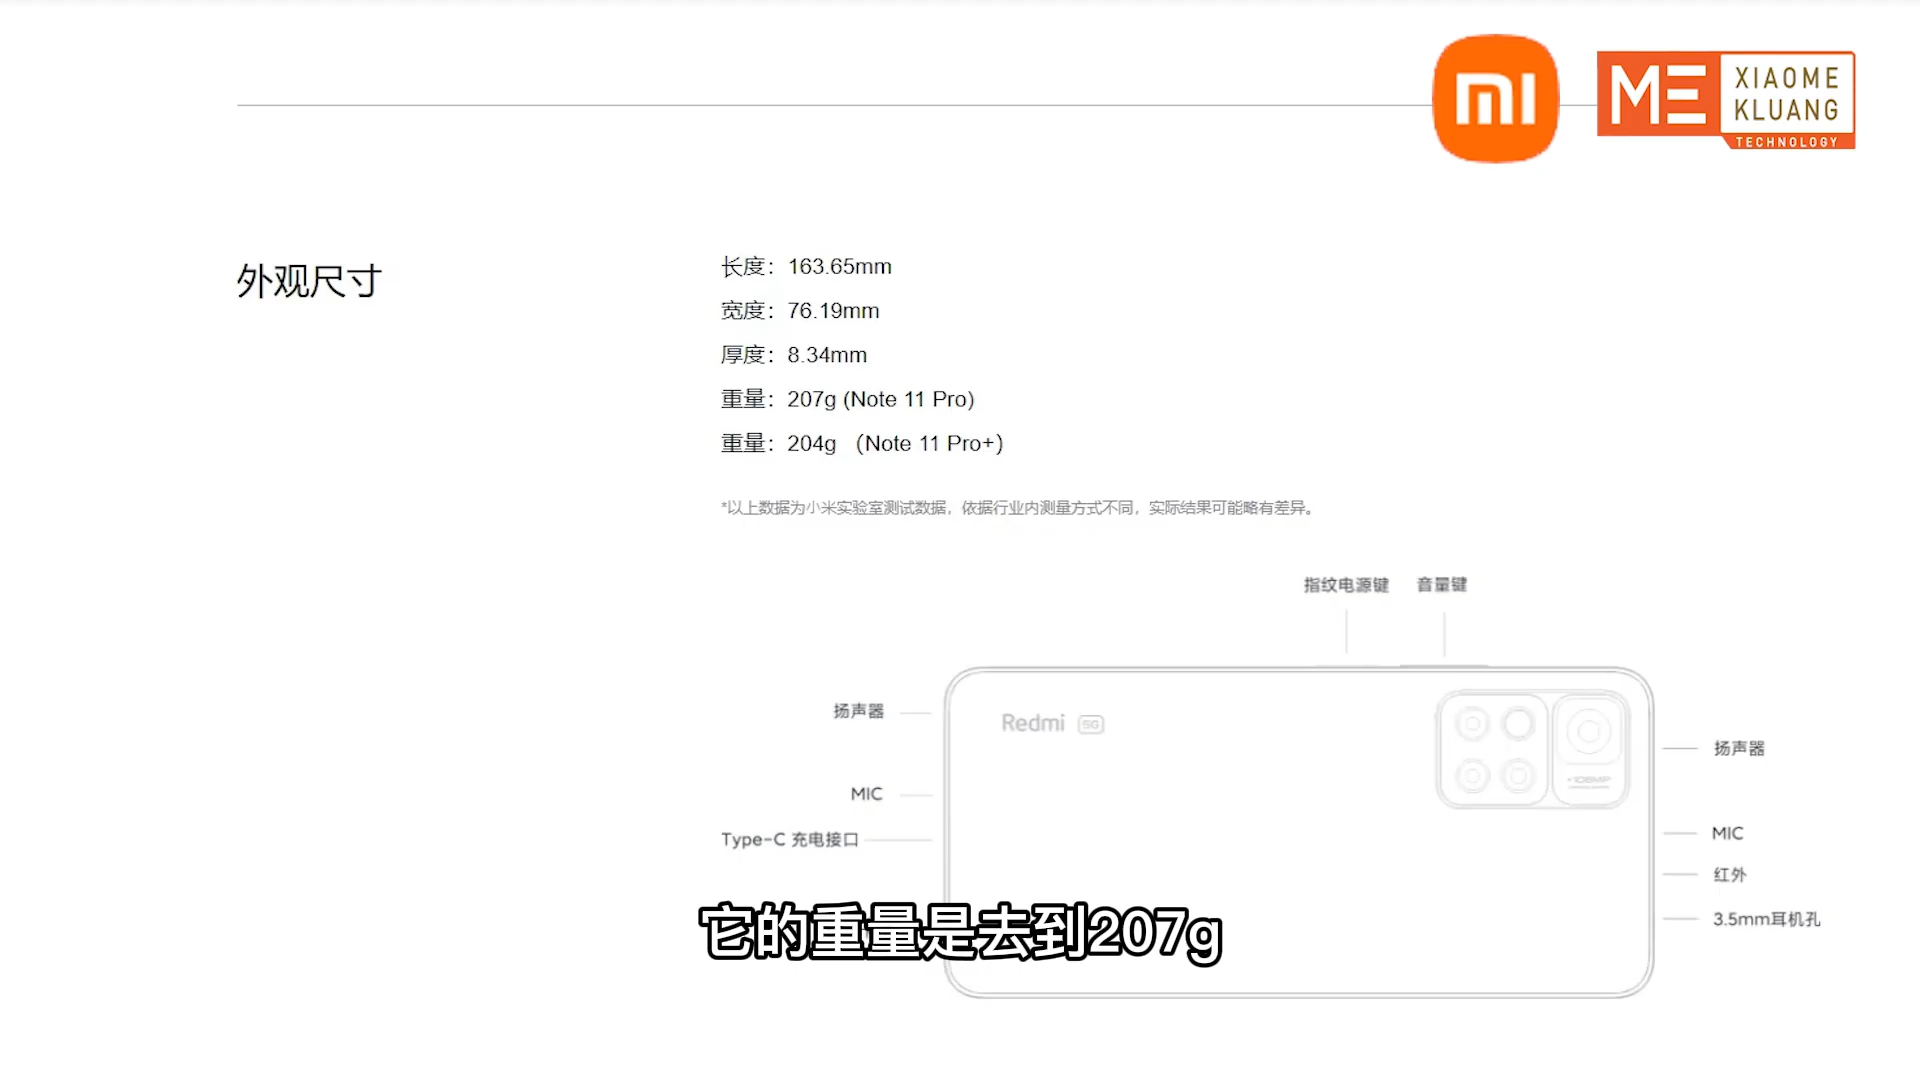 XIAOME
KLUANG
TECHNOLOGY
外观尺寸
长度：163.65mm
宽度：76.19mm
厚度：8.34mm
重量：207g (Note 11 Pro)
重量：204g （Note 11 Pro+）
*以上数据为小米实验室测试数据，依据行业内测量方式不同，实际结果可能略有差异。
指纹电源键 音量键
扬声器
Redmi 5G
扬声器
108MP
MIC
MIC
Type-C 充电接口
红外
3.5mm耳机孔
它的重量是去到207g